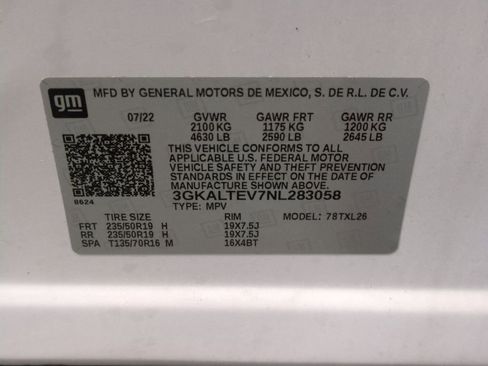 gm
MFD BY GENERAL MOTORS DE MEXICO, S. DE R.L. DE C.V.
07/22 GVWR GAWR FRT GAWR RR
2100 KG 1175 KG 1200 KG
4630 LB 2590 LB 2645 LB
THIS VEHICLE CONFORMS TO ALL
APPLICABLE U.S. FEDERAL MOTOR
VEHICLE SAFETY AND THEFT PREVENTION
STANDARDS IN EFFECT ON THE DATE OF
MANUFACTURE SHOWN ABOVE.
8624 3GKALTEV7NL283058
TYPE: MPV MODEL: 78TXL26
TIRE SIZE RIM
FRT 235/50R19 H 19X7.5J
RR 235/50R19 H 19X7.5J
SPA T135/70R16 M 16X4BT